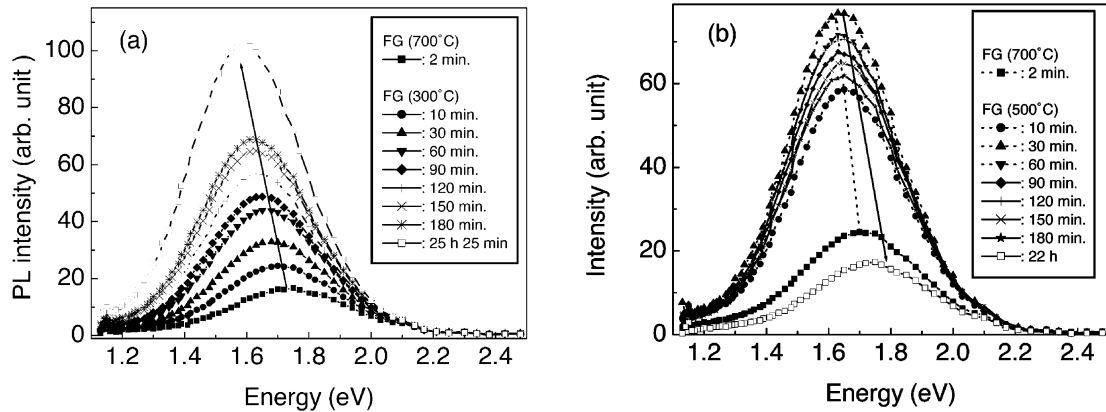 (a)
FG (700˚C)
: 2 min.
FG (300˚C)
: 10 min.
: 30 min.
: 60 min.
: 90 min.
: 120 min.
: 150 min.
: 180 min.
: 25 h 25 min
PL intensity (arb. unit)
100
80
60
40
20
0
1.2 1.4 1.6 1.8 2.0 2.2 2.4
Energy (eV)
(b)
FG (700˚C)
: 2 min.
FG (500˚C)
: 10 min.
: 30 min.
: 60 min.
: 90 min.
: 120 min.
: 150 min.
: 180 min.
: 22 h
Intensity (arb. unit)
60
40
20
0
1.2 1.4 1.6 1.8 2.0 2.2 2.4
Energy (eV)